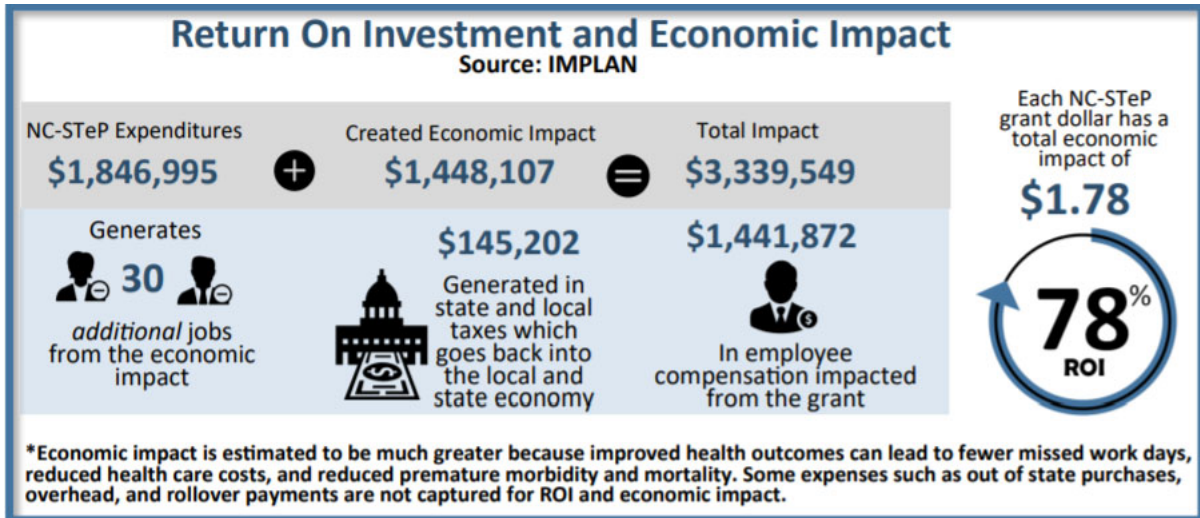 Return On Investment and Economic Impact
Source: IMPLAN
NC-STeP Expenditures
$1,846,995
+
Created Economic Impact
$1,448,107
=
Total Impact
$3,339,549
Generates
30
additional jobs
from the economic
impact
$145,202
Generated in
state and local
taxes which
goes back into
the local and
state economy
$1,441,872
$
In employee
compensation impacted
from the grant
Each NC-STeP
grant dollar has a
total economic
impact of
$1.78
78%
ROI
*Economic impact is estimated to be much greater because improved health outcomes can lead to fewer missed work days,
reduced health care costs, and reduced premature morbidity and mortality. Some expenses such as out of state purchases,
overhead, and rollover payments are not captured for ROI and economic impact.